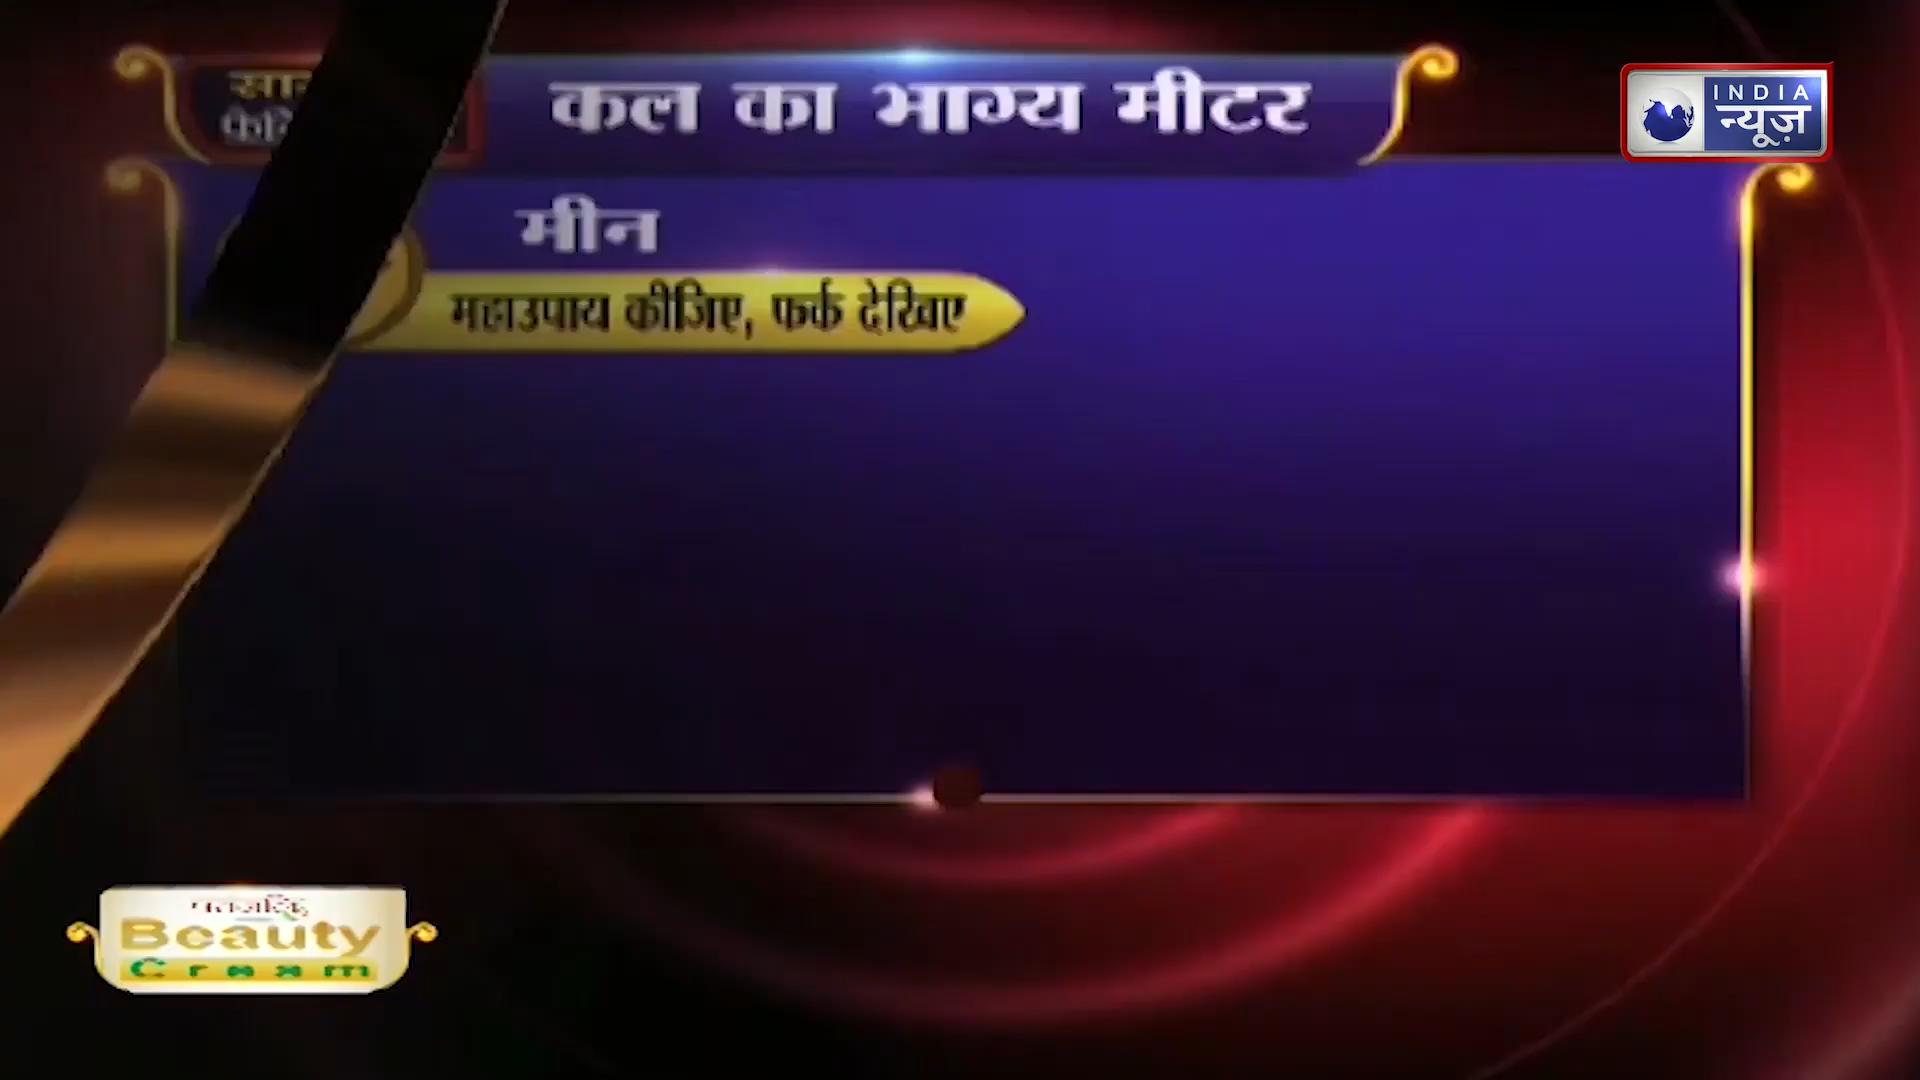 कल का भाग्य मीटर
INDIA
न्यूज़
मीन
महाउपाय कीजिए, फर्क देखिए
Beauty
Cream